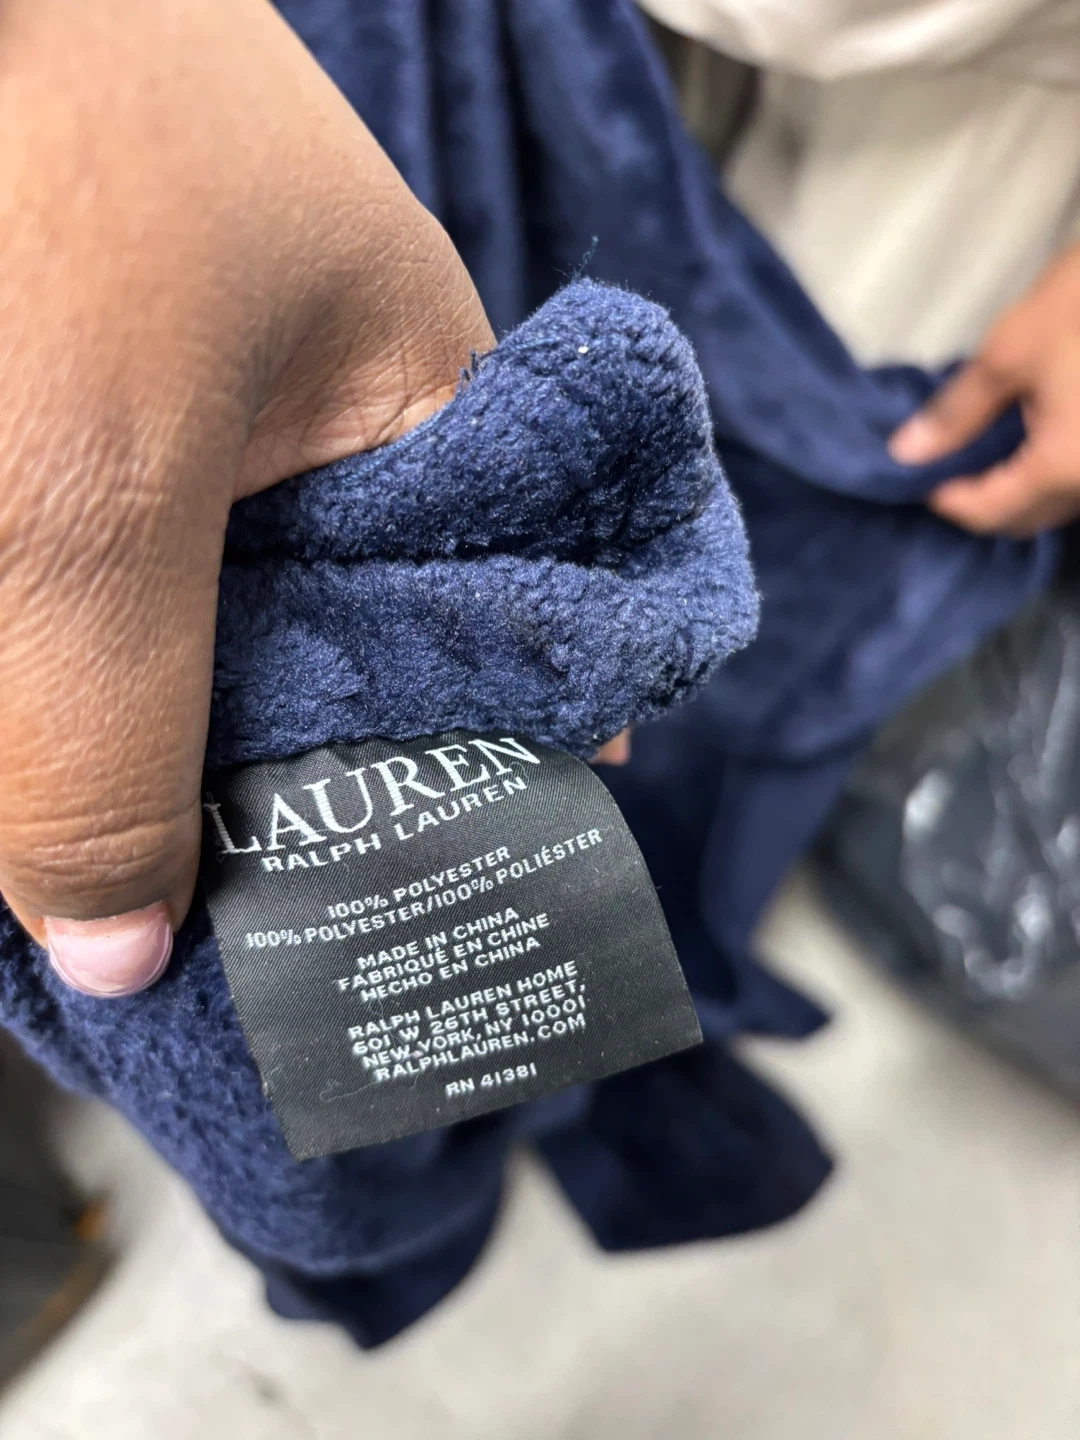 LAUREN
RALPH LAUREN
100% POLYESTER
100% POLYESTER/100% POLIÉSTER
MADE IN CHINA
FABRIQUÉ EN CHINE
HECHO EN CHINA
RALPH LAUREN HOME
601 W 26TH STREET,
NEW YORK, NY 10001
RALPHLAUREN.COM
RN 41381